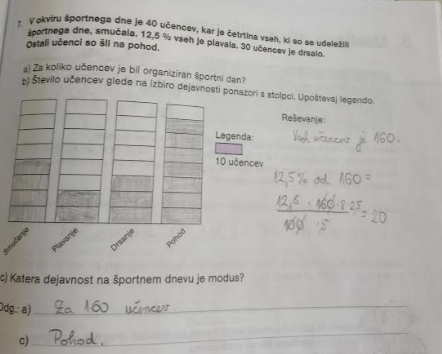 7. V okviru športnega dne je 40 učencev, kar je četrtina vseh, ki so se udeležili
športnega dne, smučala. 12,5 % vseh je plavala. 30 učencev je drsalo.
Ostali učenci so šli na pohod.
a) Za koliko učencev je bil organiziran športni dan?
b) Število učencev glede na izbiro dejavnosti ponazori s stolpci. Upoštevaj legendo.
Reševanje:
Vseh učencev je 160.
Legenda:
10 učencev
12,5% od 160 =
12,5 · 160
100
= 20
Smučanje
Plavanje
Drsanje
Pohod
c) Katera dejavnost na športnem dnevu je modus?
Odg.: a) Za 160 učencev.
c) Pohod.